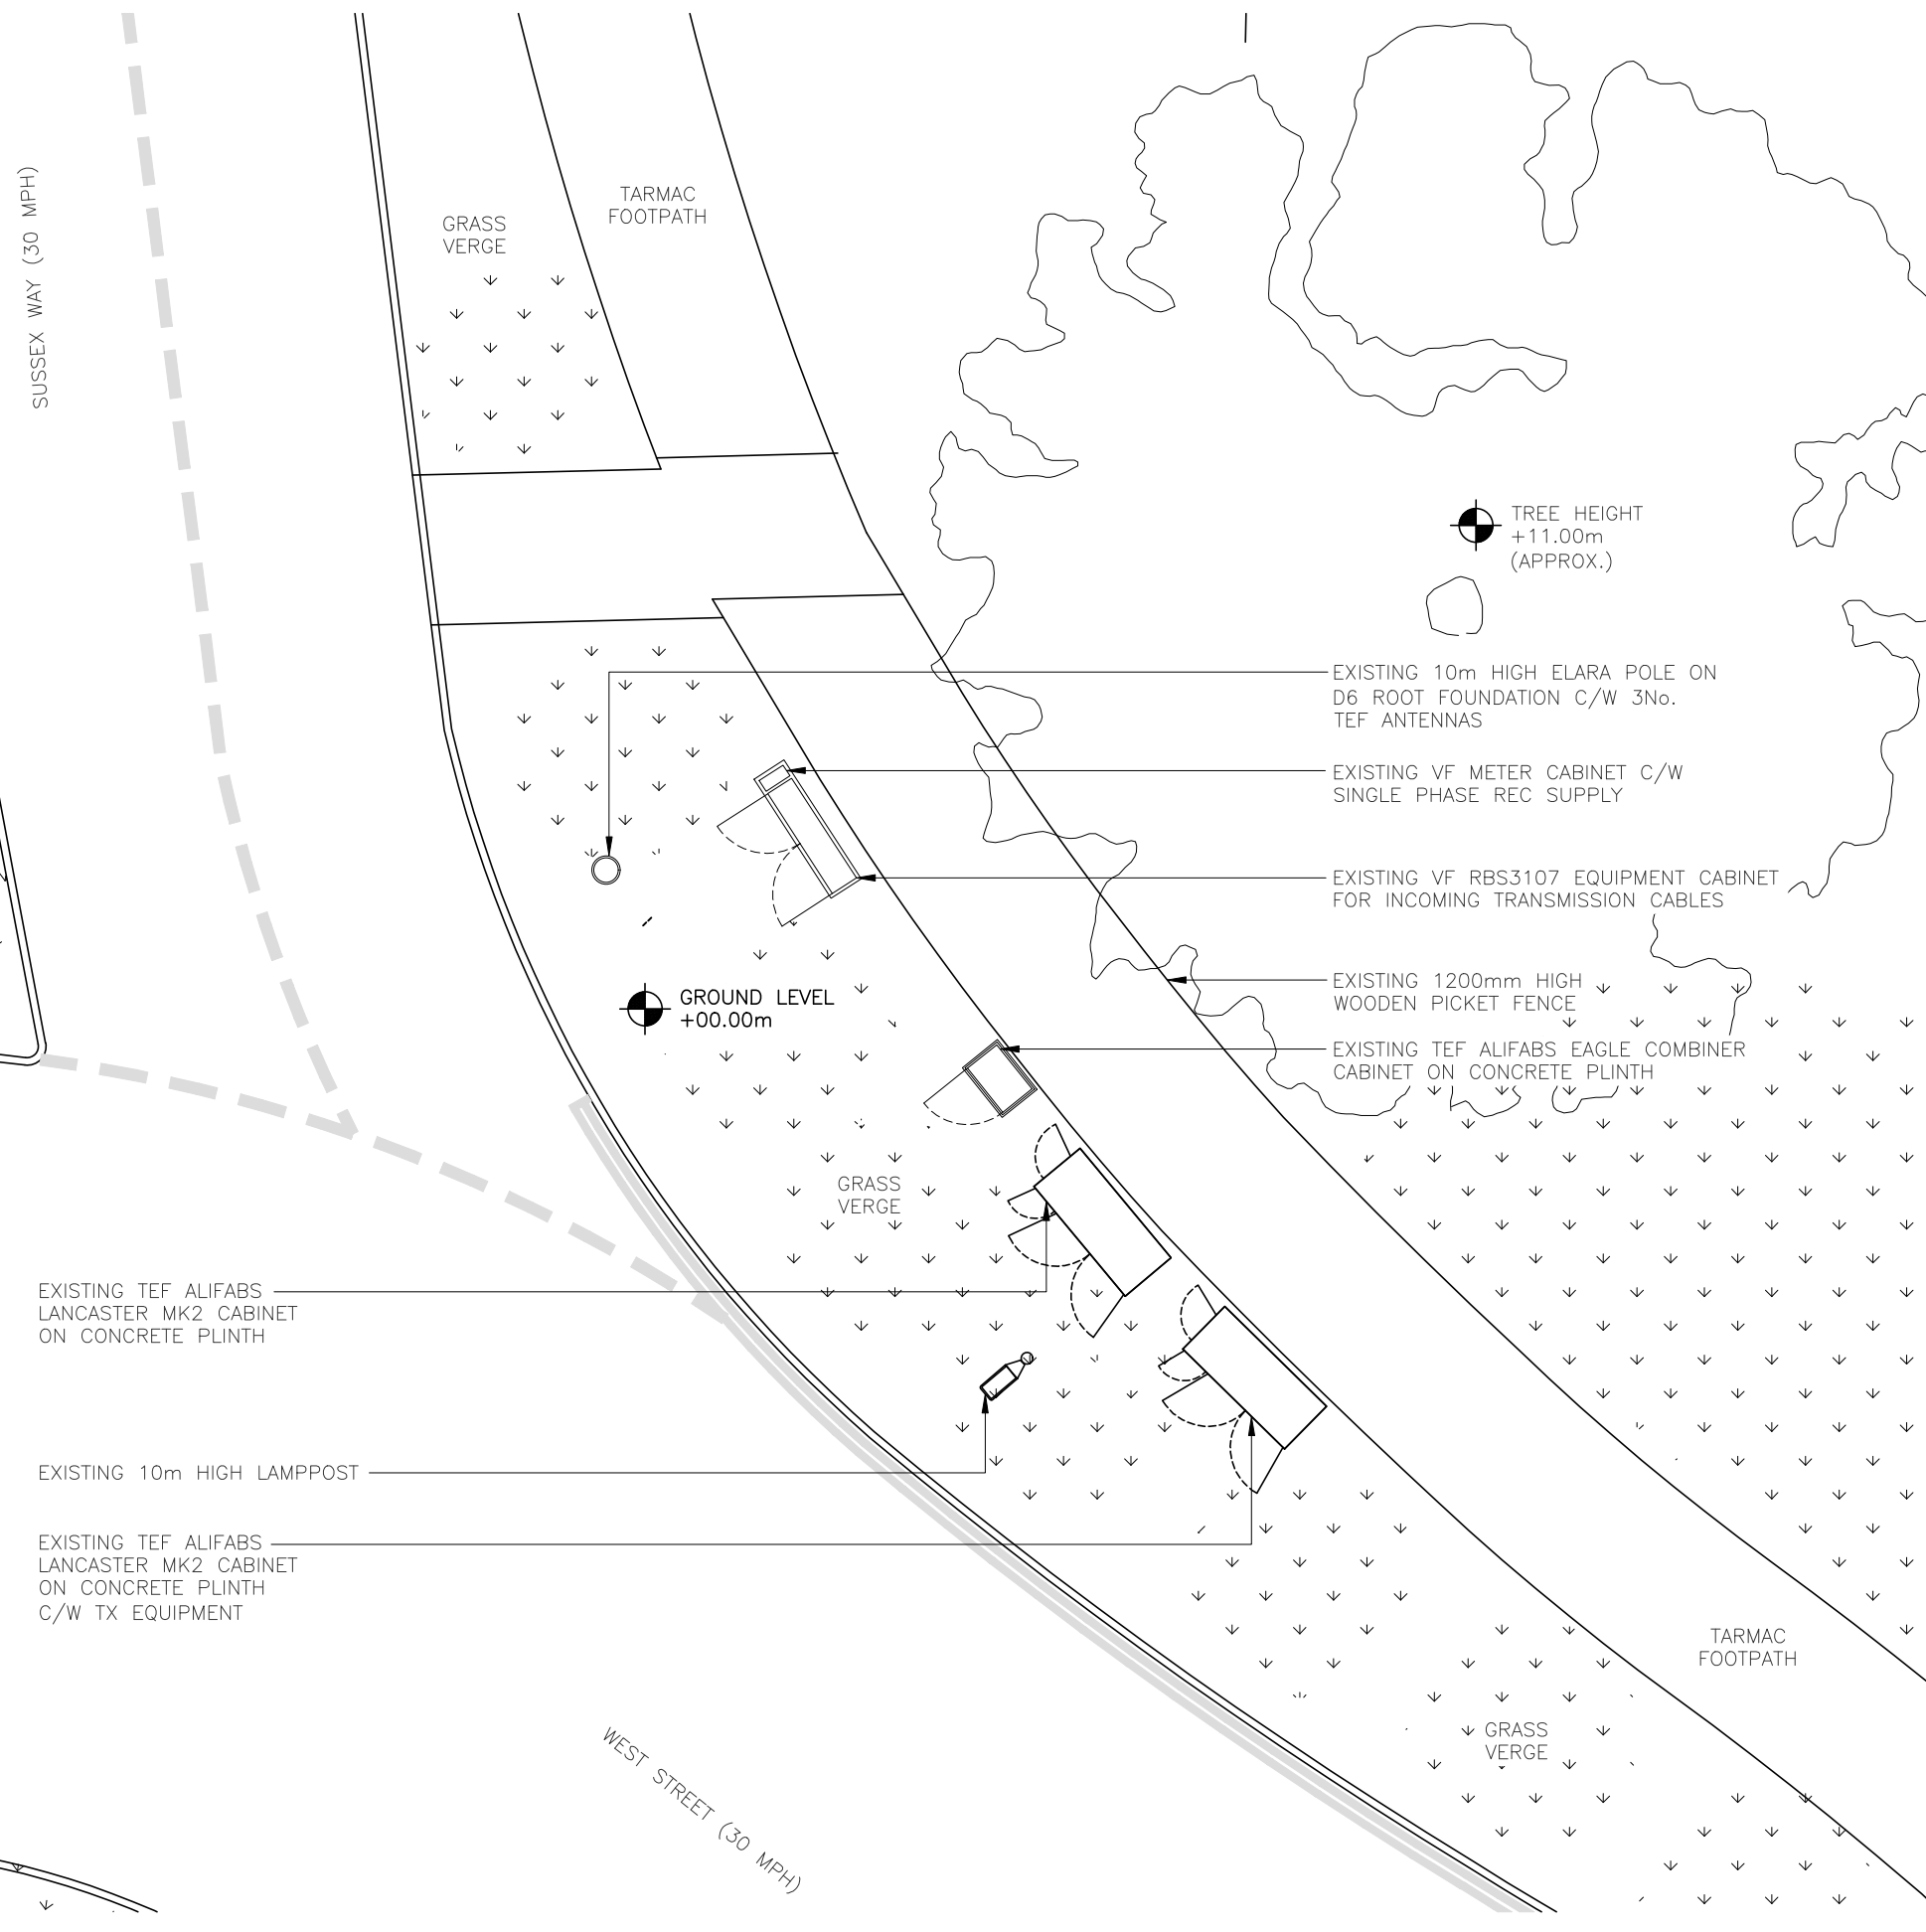 SUSSEX WAY (30 MPH)
GRASS
VERGE
TARMAC
FOOTPATH
TREE HEIGHT
+11.00m
(APPROX.)
EXISTING 10m HIGH ELARA POLE ON
D6 ROOT FOUNDATION C/W 3No.
TEF ANTENNAS
EXISTING VF METER CABINET C/W
SINGLE PHASE REC SUPPLY
EXISTING VF RBS3107 EQUIPMENT CABINET
FOR INCOMING TRANSMISSION CABLES
EXISTING 1200mm HIGH
WOODEN PICKET FENCE
GROUND LEVEL
+00.00m
EXISTING TEF ALIFABS EAGLE COMBINER
CABINET ON CONCRETE PLINTH
GRASS
VERGE
EXISTING TEF ALIFABS
LANCASTER MK2 CABINET
ON CONCRETE PLINTH
EXISTING 10m HIGH LAMPPOST
EXISTING TEF ALIFABS
LANCASTER MK2 CABINET
ON CONCRETE PLINTH
C/W TX EQUIPMENT
TARMAC
FOOTPATH
GRASS
VERGE
WEST STREET (30 MPH)